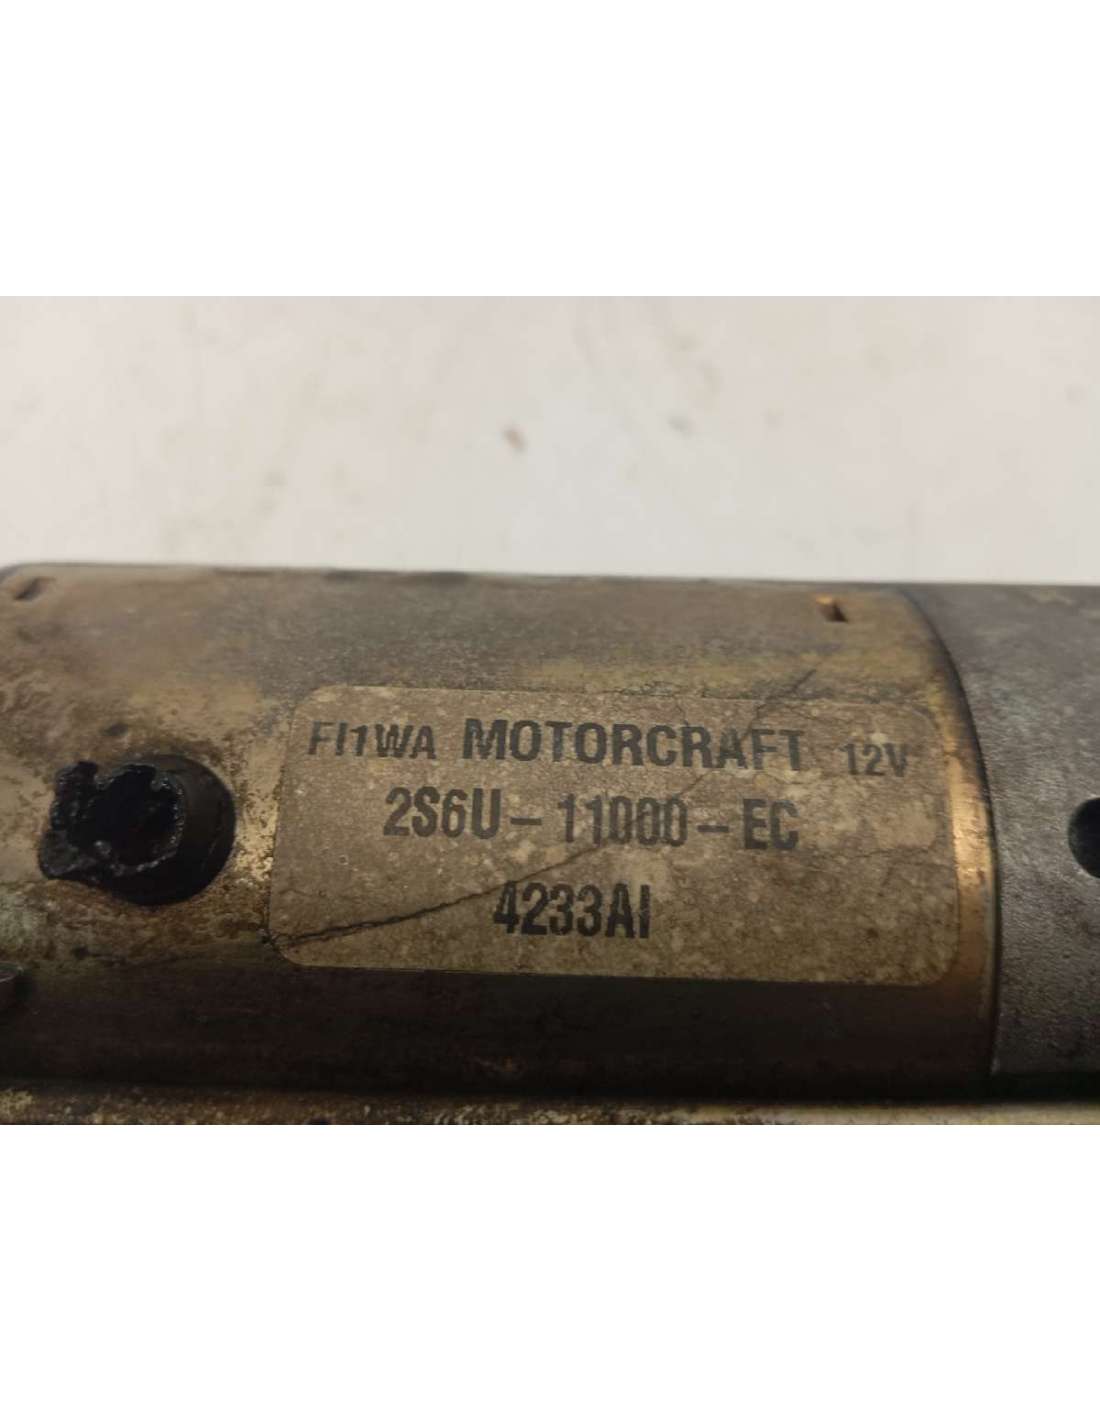 FI1WA MOTORCRAFT 12V
2S6U-11000-EC
4233AI